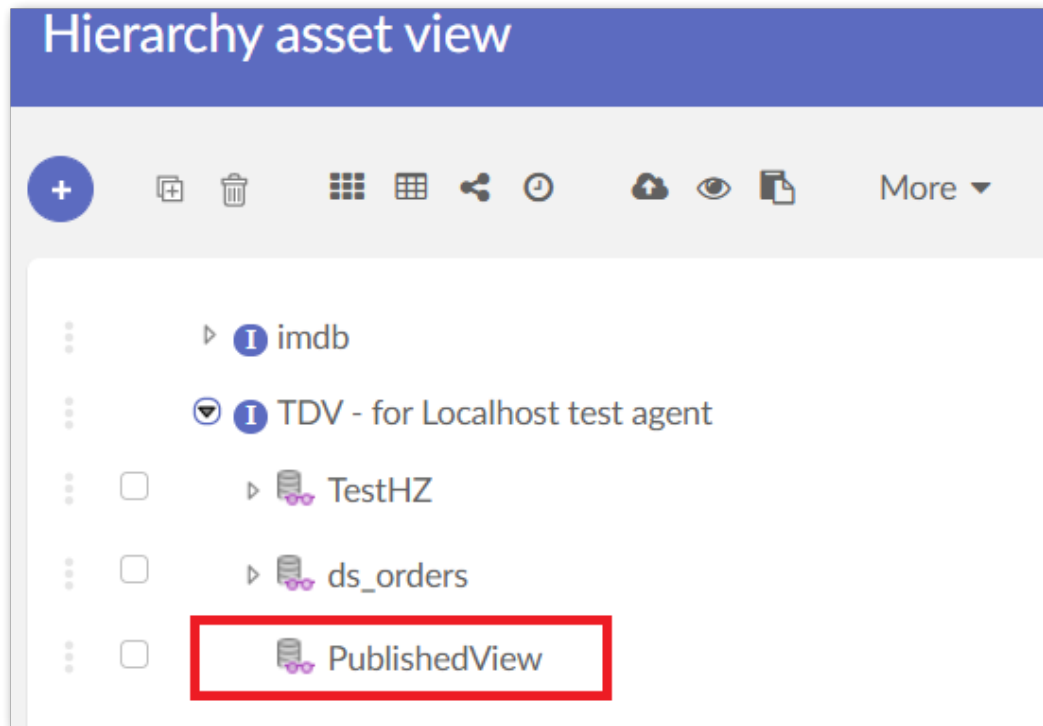 Hierarchy asset view
+ More
I imdb
I TDV - for Localhost test agent
TestHZ
ds_orders
PublishedView